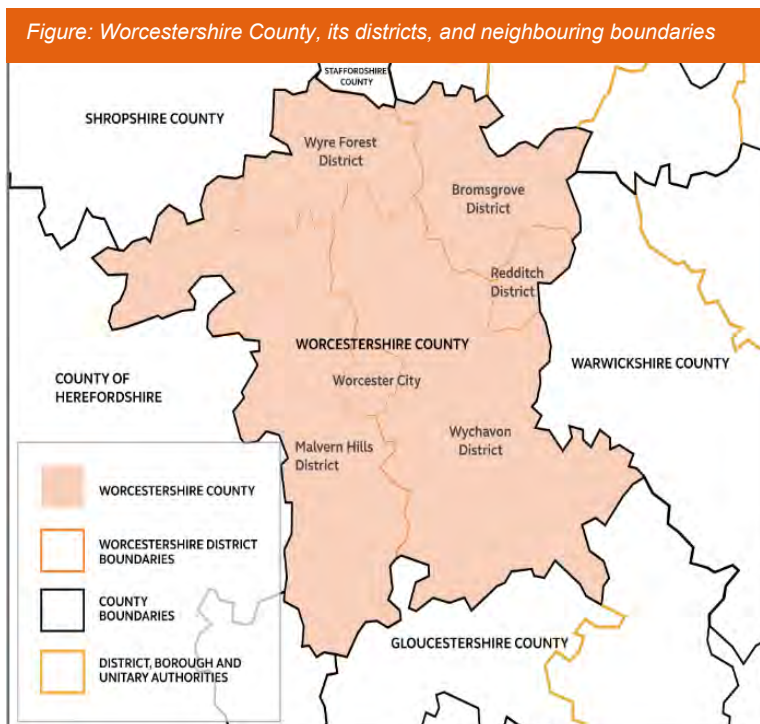 Figure: Worcestershire County, its districts, and neighbouring boundaries
STAFFORDSHIRE
COUNTY
SHROPSHIRE COUNTY
Wyre Forest
District
Bromsgrove
District
Redditch
District
WORCESTERSHIRE COUNTY
WARWICKSHIRE COUNTY
COUNTY OF
HEREFORDSHIRE
Worcester City
Malvern Hills
District
Wychavon
District
WORCESTERSHIRE COUNTY
WORCESTERSHIRE DISTRICT
BOUNDARIES
COUNTY
BOUNDARIES
DISTRICT, BOROUGH AND
UNITARY AUTHORITIES
GLOUCESTERSHIRE COUNTY